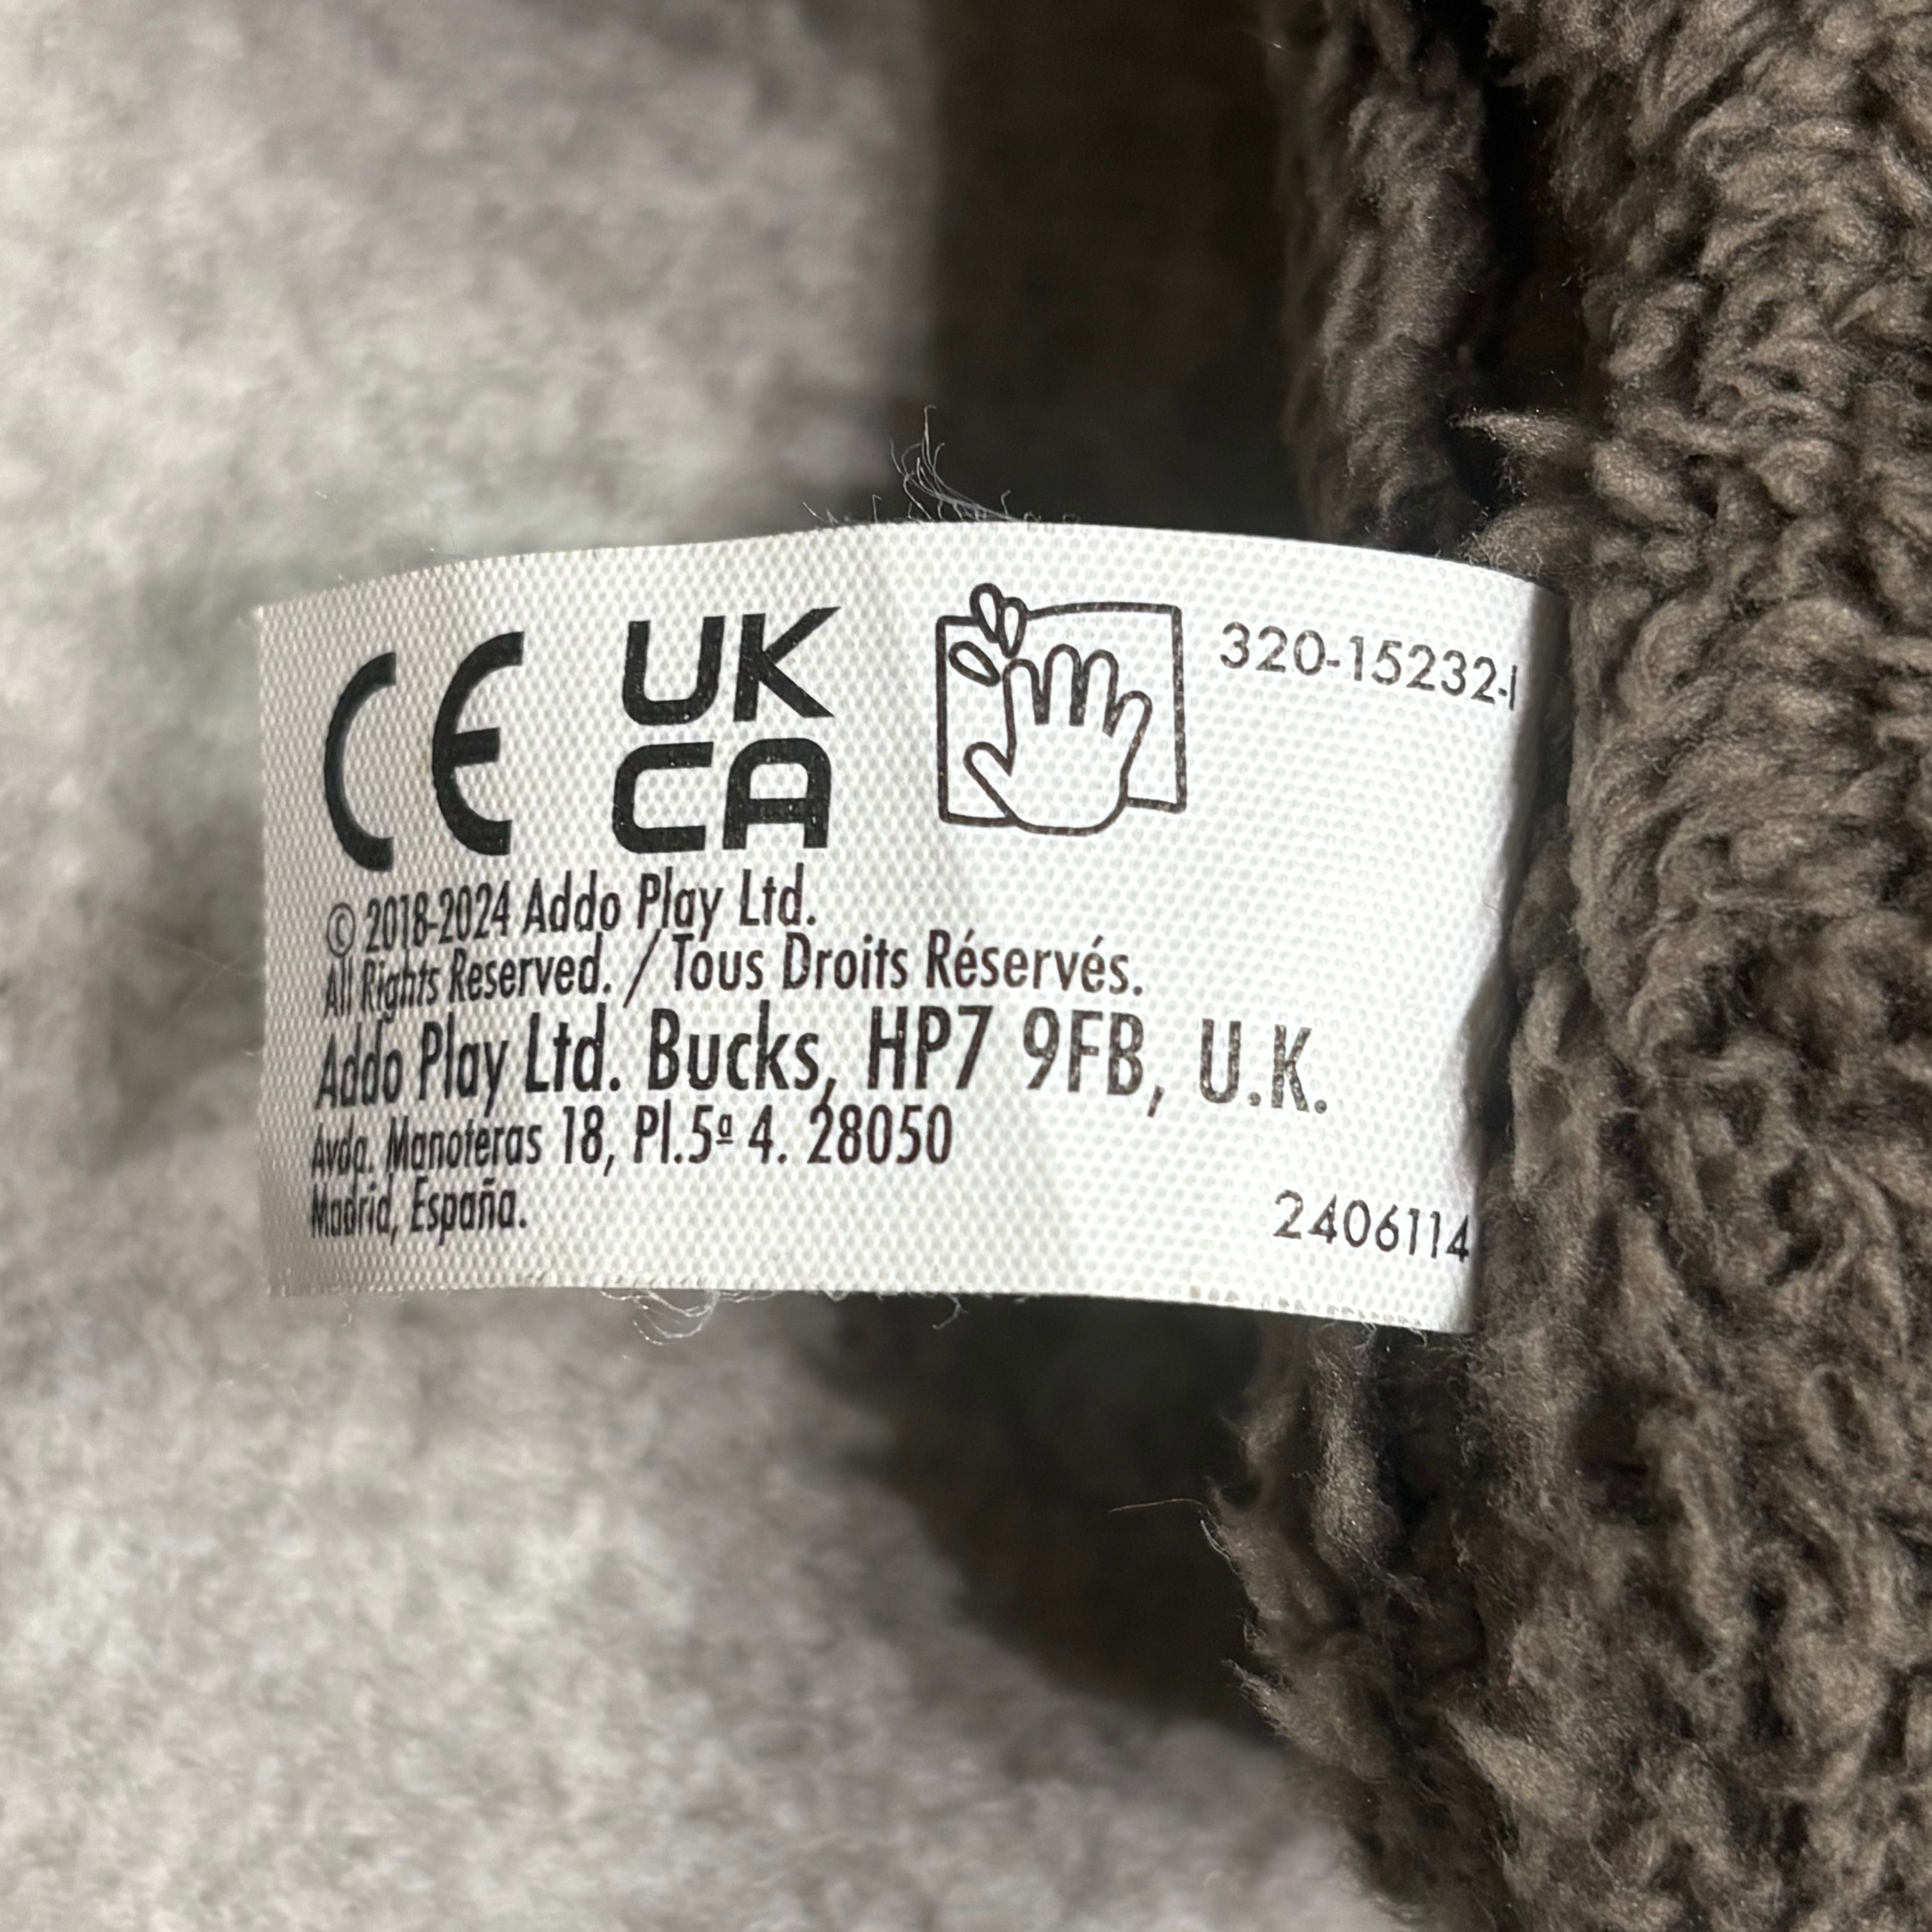 CE
UK
CA
320-15232-
© 2018-2024 Addo Play Ltd.
All Rights Reserved. / Tous Droits Réservés.
Addo Play Ltd. Bucks, HP7 9FB, U.K.
Avda. Manoteras 18, Pl.5ª 4. 28050
Madrid, España.
2406114